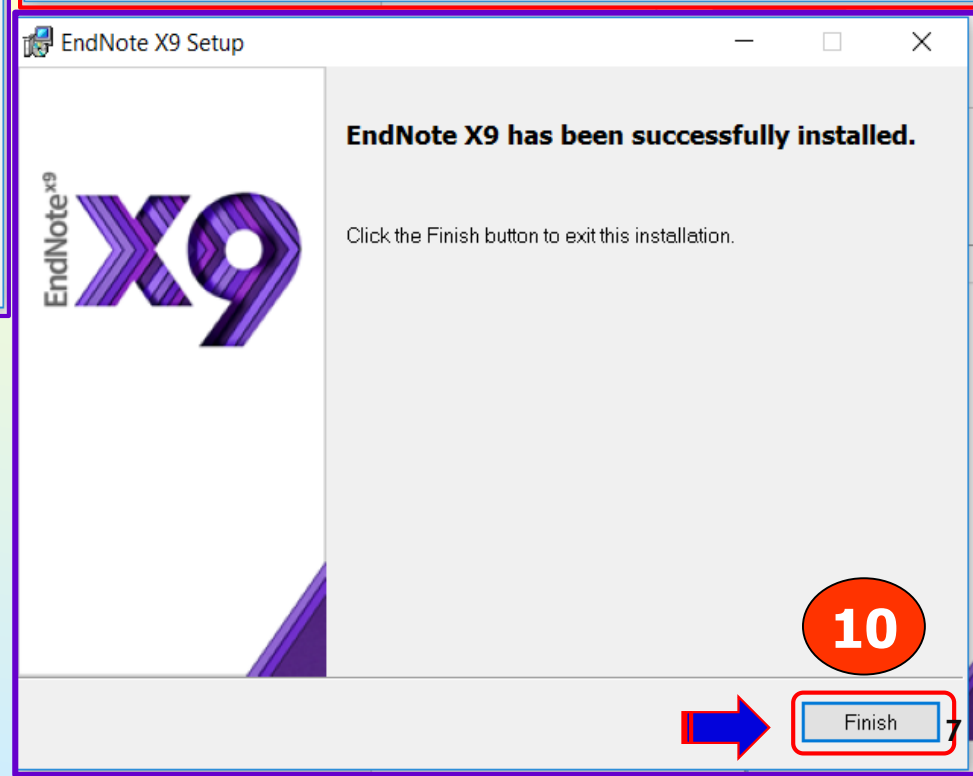 EndNote X9 Setup
EndNote X9 has been successfully installed.
EndNote x9
X9
Click the Finish button to exit this installation.
10
Finish
7